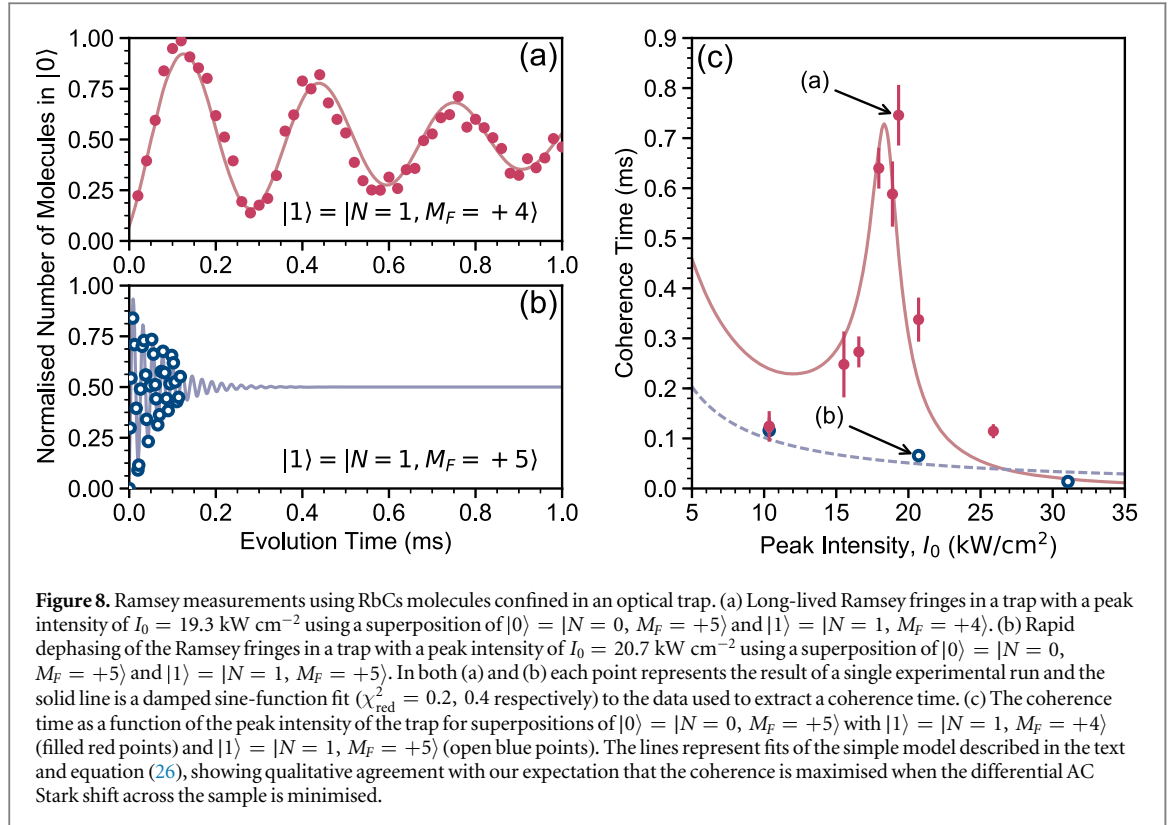 Normalised Number of Molecules in |0⟩
1.00
0.75
0.50
0.25
0.00
(a)
|1⟩ = |N = 1, M_F = +4⟩
0.0 0.2 0.4 0.6 0.8 1.0
1.00
0.75
0.50
0.25
0.00
(b)
|1⟩ = |N = 1, M_F = +5⟩
0.0 0.2 0.4 0.6 0.8 1.0
Evolution Time (ms)
Coherence Time (ms)
0.9
0.8
0.7
0.6
0.5
0.4
0.3
0.2
0.1
0.0
(c)
(a)
(b)
5 10 15 20 25 30 35
Peak Intensity, I₀ (kW/cm²)
Figure 8. Ramsey measurements using RbCs molecules confined in an optical trap. (a) Long-lived Ramsey fringes in a trap with a peak
intensity of I₀ = 19.3 kW cm⁻² using a superposition of |0⟩ = |N = 0, M_F = +5⟩ and |1⟩ = |N = 1, M_F = +4⟩. (b) Rapid
dephasing of the Ramsey fringes in a trap with a peak intensity of I₀ = 20.7 kW cm⁻² using a superposition of |0⟩ = |N = 0,
M_F = +5⟩ and |1⟩ = |N = 1, M_F = +5⟩. In both (a) and (b) each point represents the result of a single experimental run and the
solid line is a damped sine-function fit (χ²_red = 0.2, 0.4 respectively) to the data used to extract a coherence time. (c) The coherence
time as a function of the peak intensity of the trap for superpositions of |0⟩ = |N = 0, M_F = +5⟩ with |1⟩ = |N = 1, M_F = +4⟩
(filled red points) and |1⟩ = |N = 1, M_F = +5⟩ (open blue points). The lines represent fits of the simple model described in the text
and equation (26), showing qualitative agreement with our expectation that the coherence is maximised when the differential AC
Stark shift across the sample is minimised.